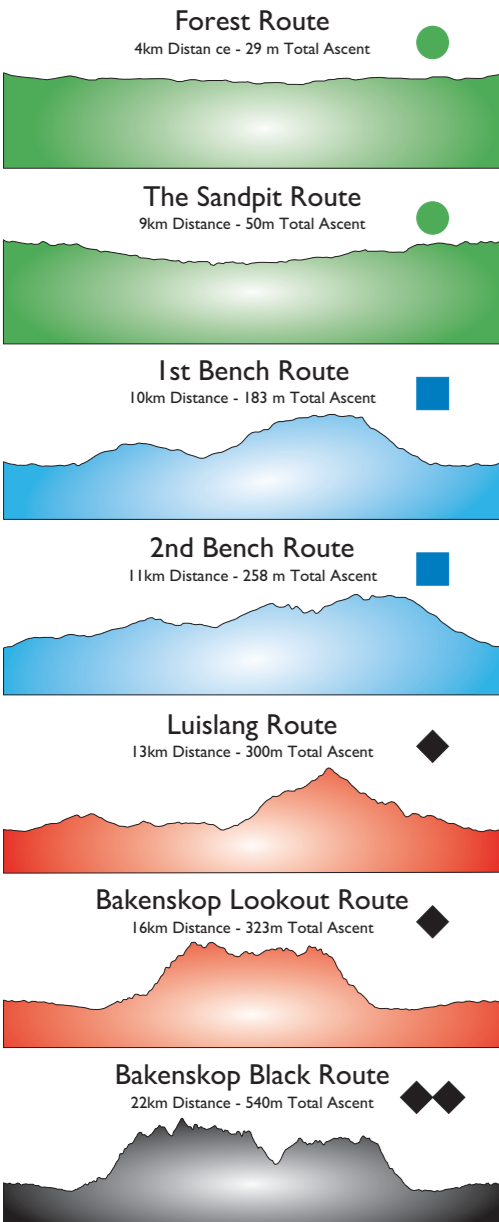 Forest Route
4km Distan ce - 29 m Total Ascent
The Sandpit Route
9km Distance - 50m Total Ascent
1st Bench Route
10km Distance - 183 m Total Ascent
2nd Bench Route
11km Distance - 258 m Total Ascent
Luislang Route
13km Distance - 300m Total Ascent
Bakenskop Lookout Route
16km Distance - 323m Total Ascent
Bakenskop Black Route
22km Distance - 540m Total Ascent